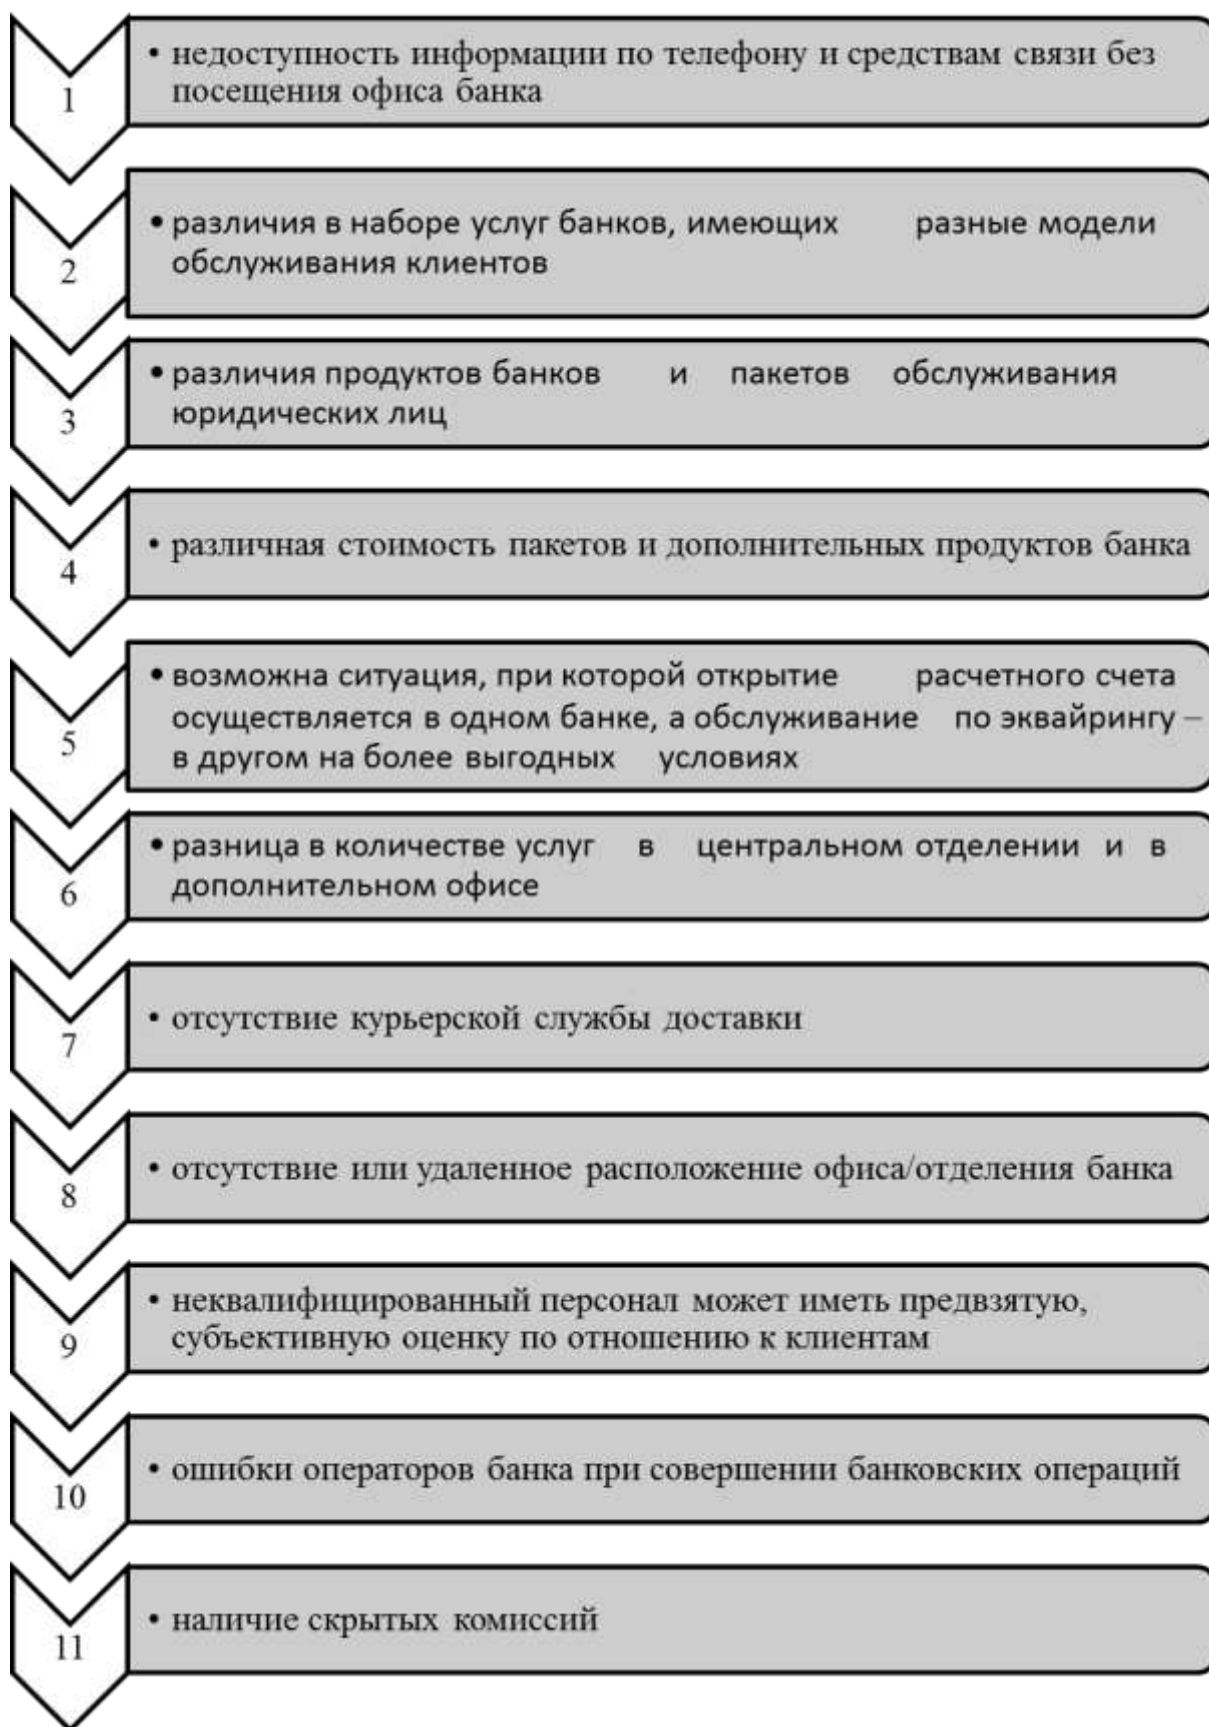 1
• недоступность информации по телефону и средствам связи без
посещения офиса банка
2
• различия в наборе услуг банков, имеющих разные модели
обслуживания клиентов
3
• различия продуктов банков и пакетов обслуживания
юридических лиц
4
• различная стоимость пакетов и дополнительных продуктов банка
5
• возможна ситуация, при которой открытие расчетного счета
осуществляется в одном банке, а обслуживание по эквайрингу –
в другом на более выгодных условиях
6
• разница в количестве услуг в центральном отделении и в
дополнительном офисе
7
• отсутствие курьерской службы доставки
8
• отсутствие или удаленное расположение офиса/отделения банка
9
• неквалифицированный персонал может иметь предвзятую,
субъективную оценку по отношению к клиентам
10
• ошибки операторов банка при совершении банковских операций
11
• наличие скрытых комиссий